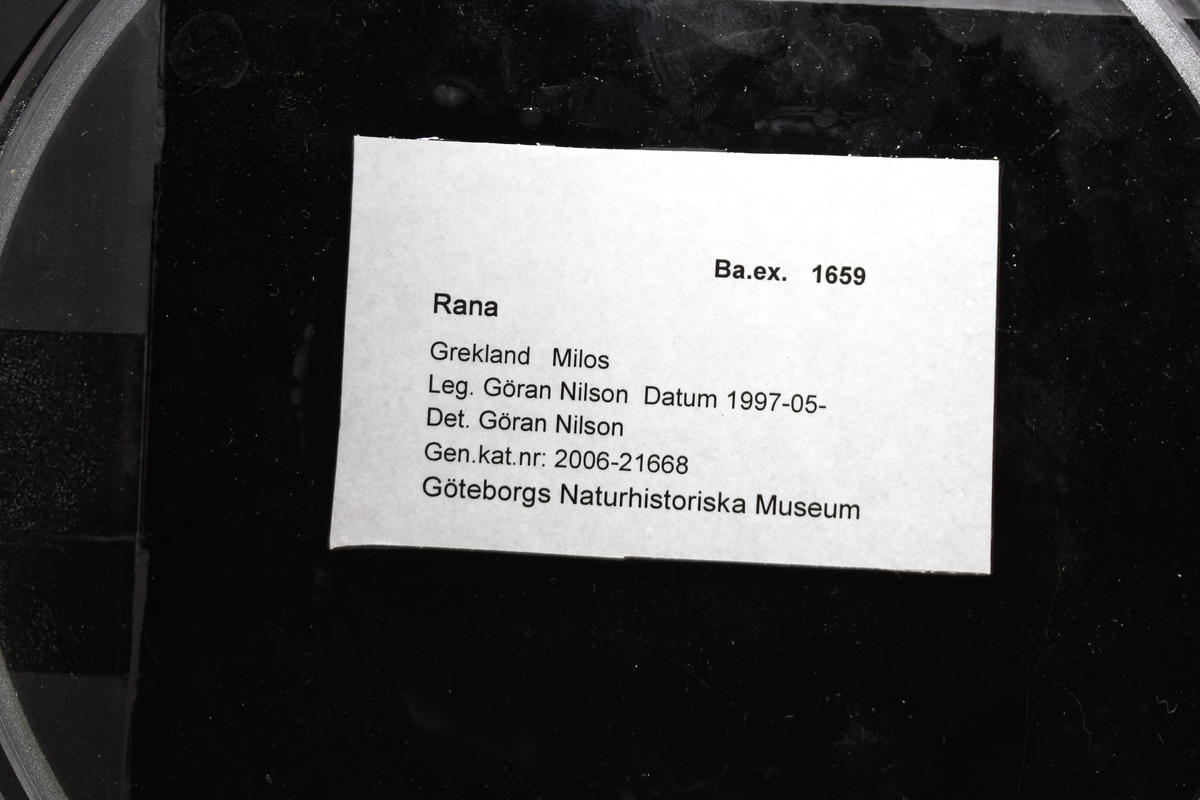 Ba.ex. 1659
Rana
Grekland Milos
Leg. Göran Nilson Datum 1997-05-
Det. Göran Nilson
Gen.kat.nr: 2006-21668
Göteborgs Naturhistoriska Museum